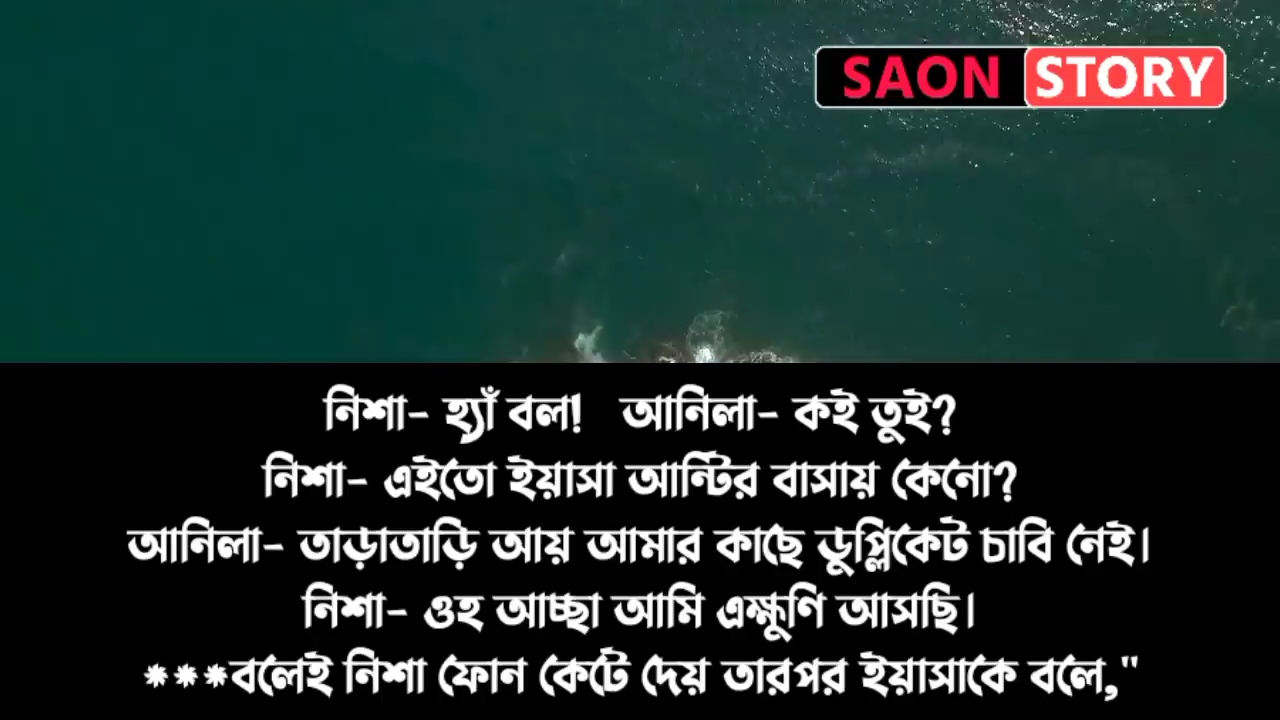 SAON STORY
নিশা- হ্যাঁ বল! আনিলা- কই তুই?
নিশা- এইতো ইয়াসা আন্টির বাসায় কেনো?
আনিলা- তাড়াতাড়ি আয় আমার কাছে ডুপ্লিকেট চাবি নেই।
নিশা- ওহ আচ্ছা আমি এক্ষুণি আসছি।
***বলেই নিশা ফোন কেটে দেয় তারপর ইয়াসাকে বলে,"